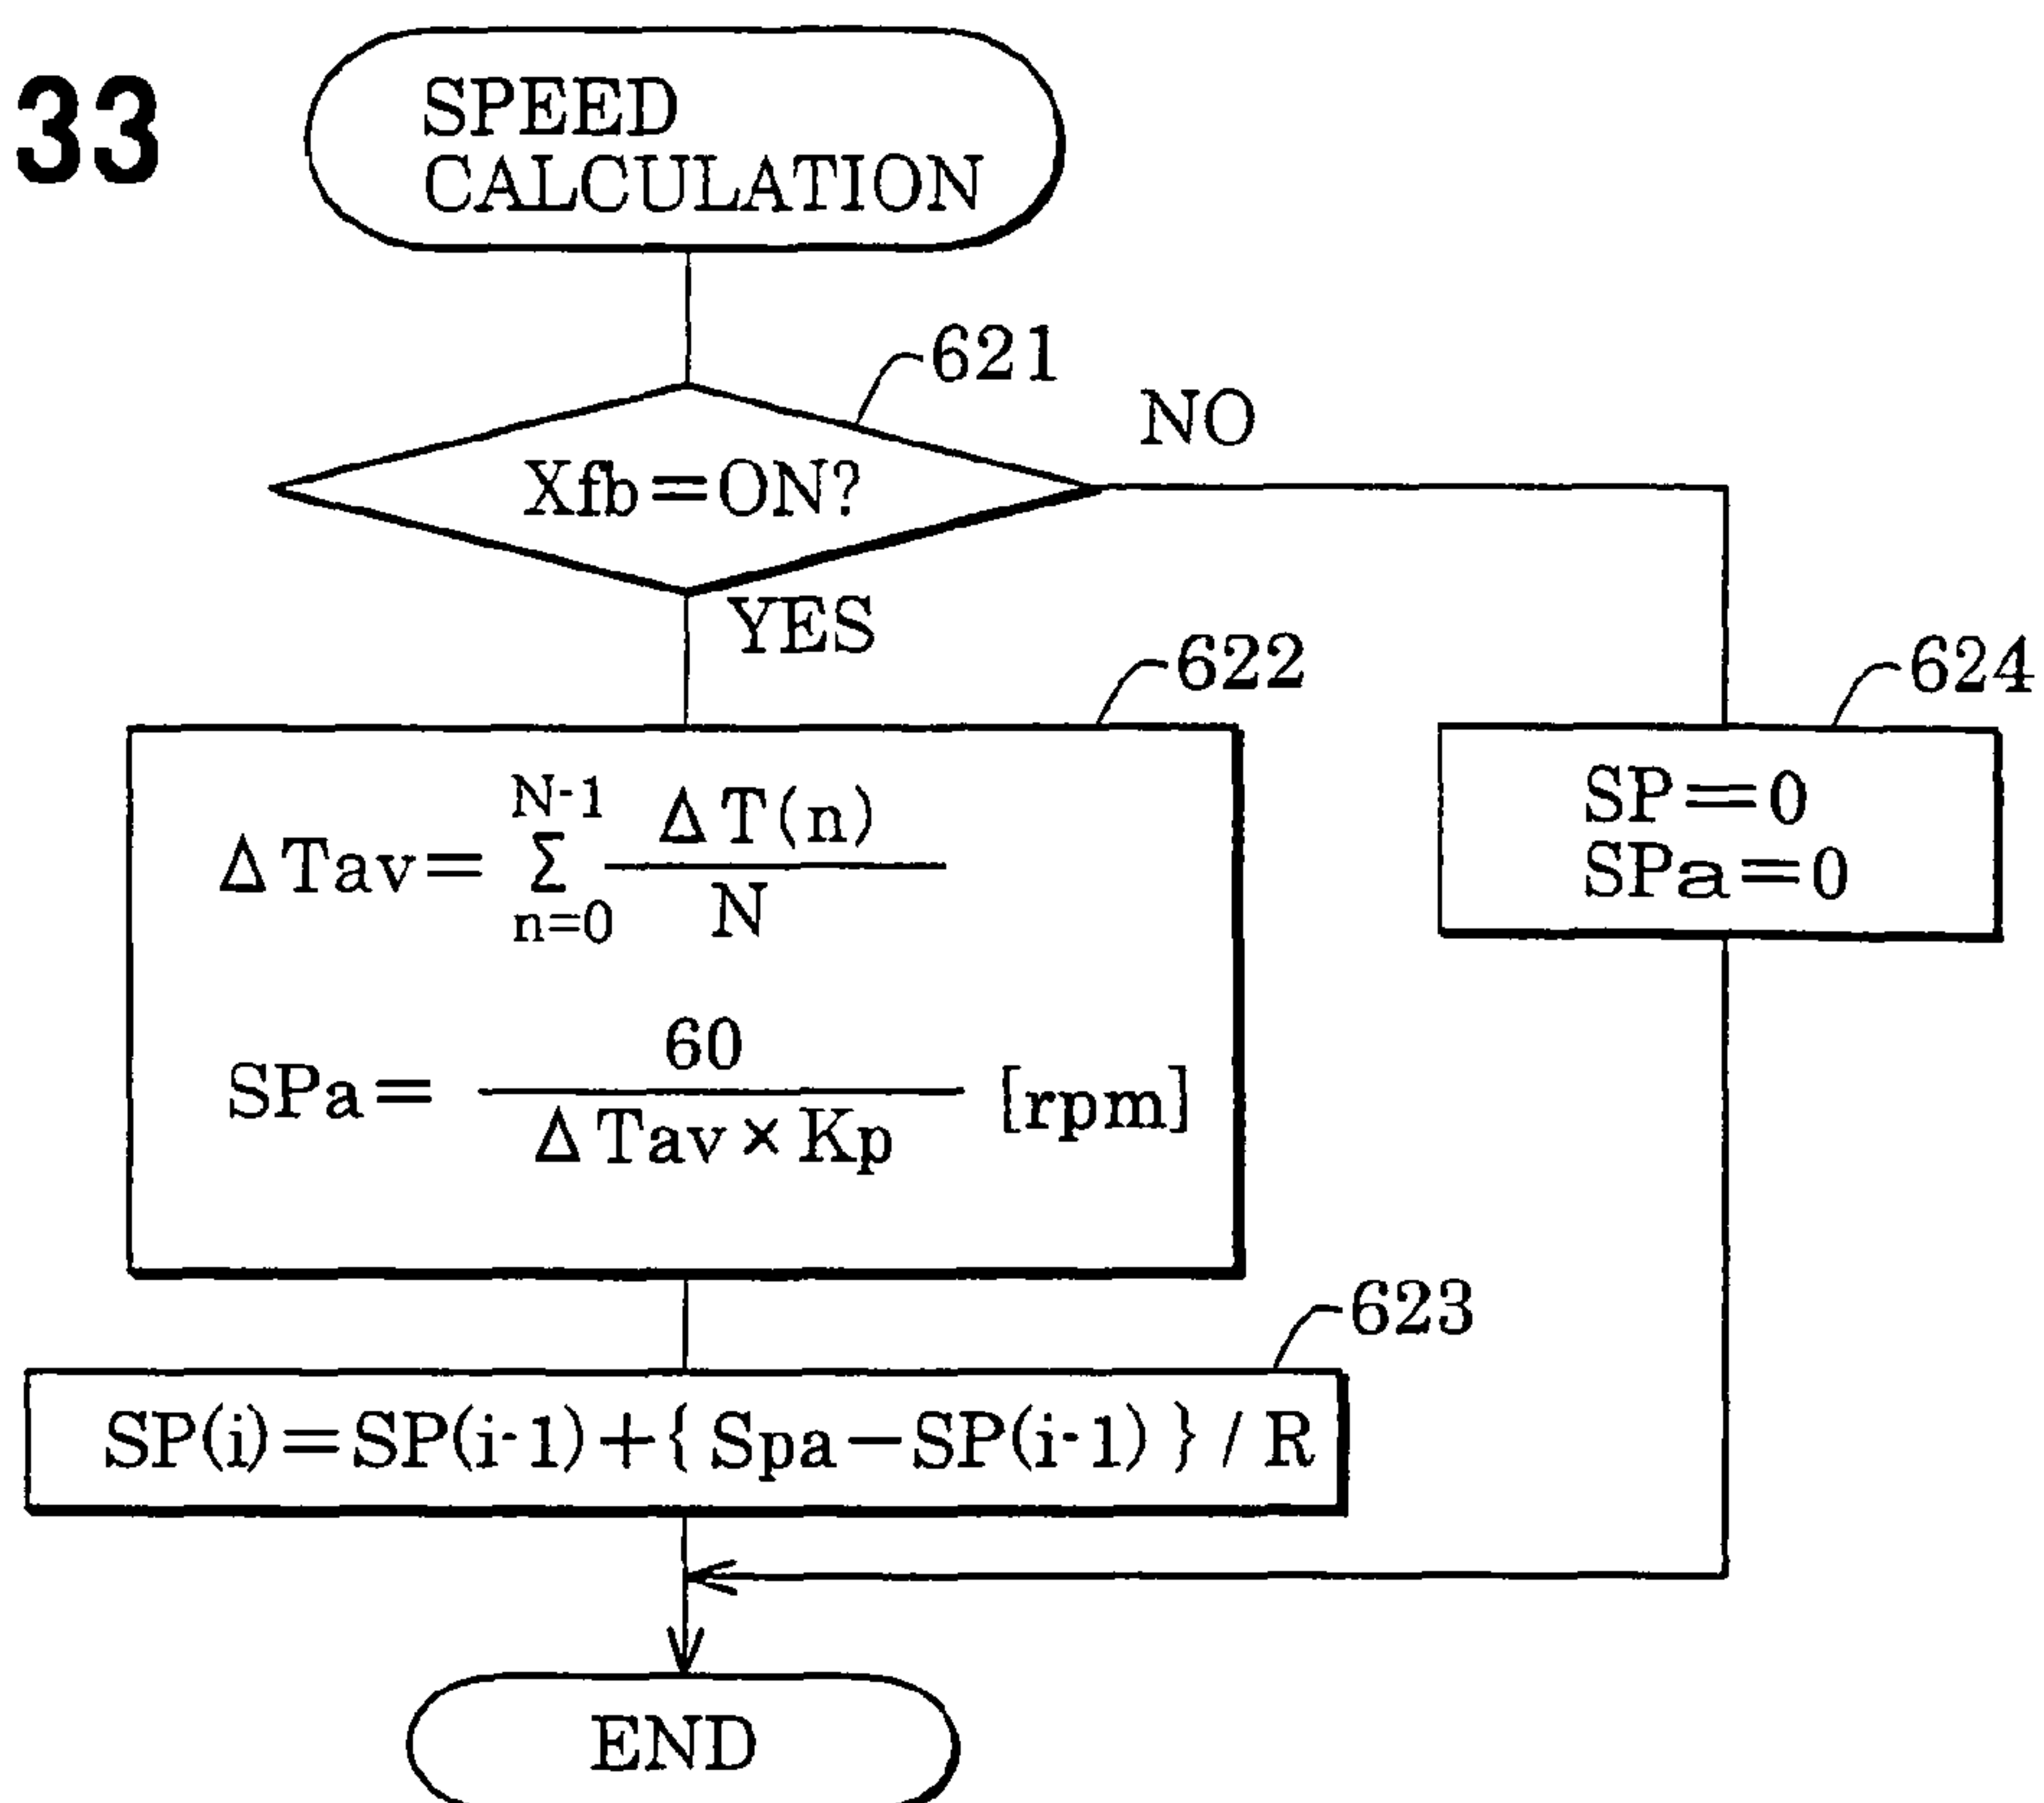 33
SPEED
CALCULATION
621
NO
Xfb=ON?
YES
622
ΔTav= Σ (n=0, N-1) ΔT(n) / N
SPa= 60 / ΔTav×Kp [rpm]
624
SP=0
SPa=0
623
SP(i)=SP(i-1)+{ Spa−SP(i-1) } / R
END